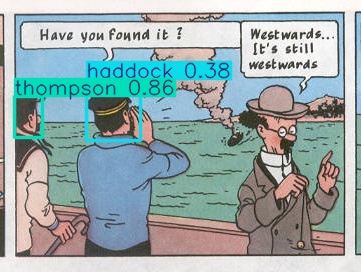 Have you found it ?
Westwards...
It's still
westwards
haddock 0.38
thompson 0.86